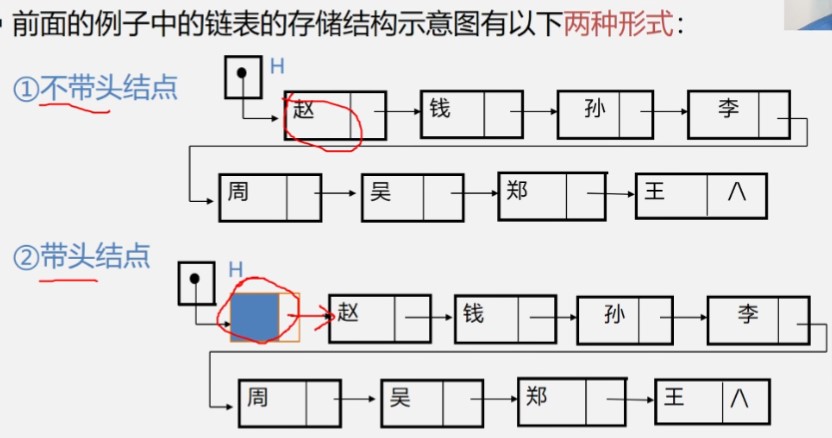 前面的例子中的链表的存储结构示意图有以下两种形式：
①不带头结点
H
赵 钱 孙 李
周 吴 郑 王 ∧
②带头结点
H
赵 钱 孙 李
周 吴 郑 王 ∧